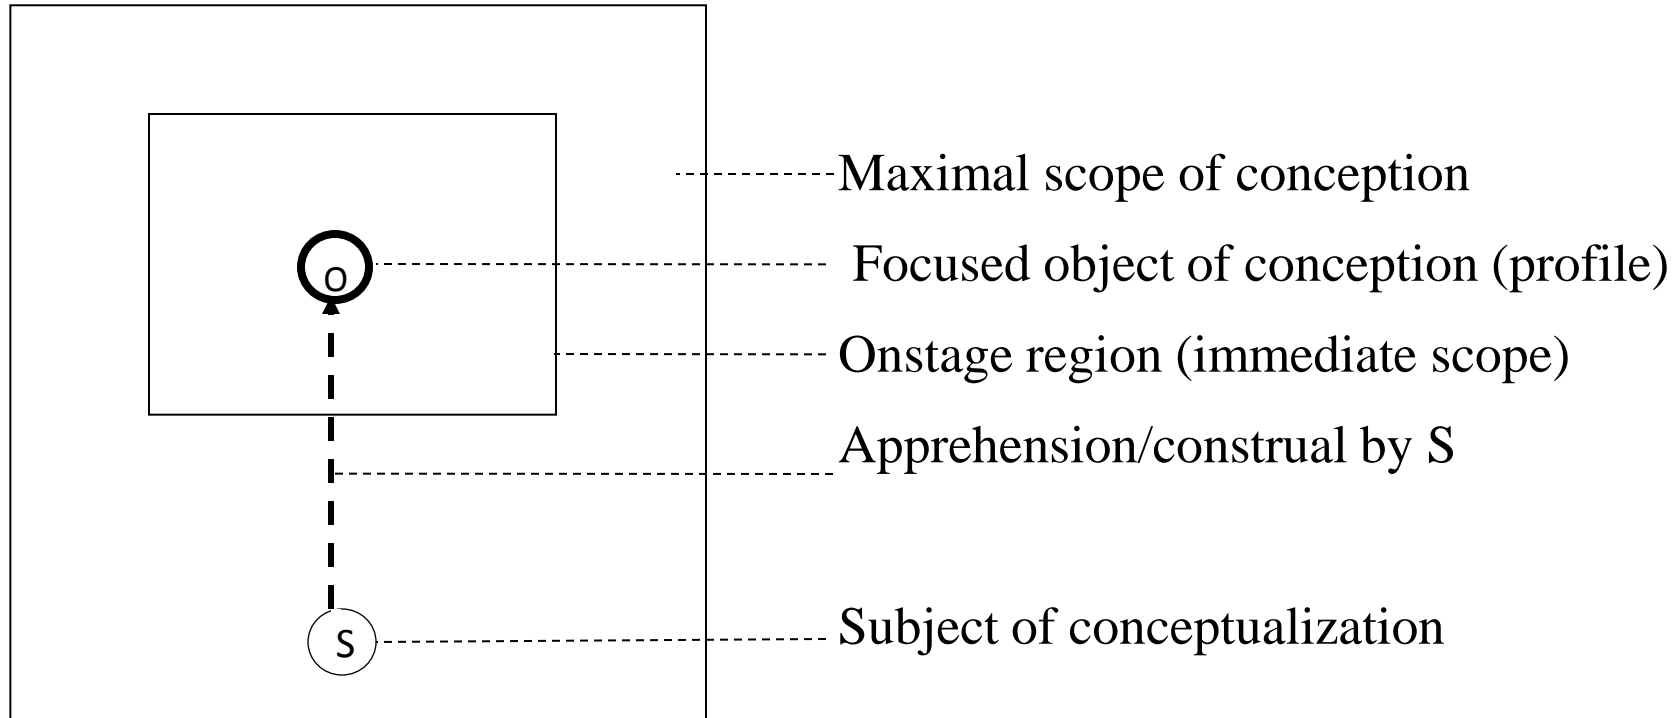 Maximal scope of conception
O
Focused object of conception (profile)
Onstage region (immediate scope)
Apprehension/construal by S
S
Subject of conceptualization